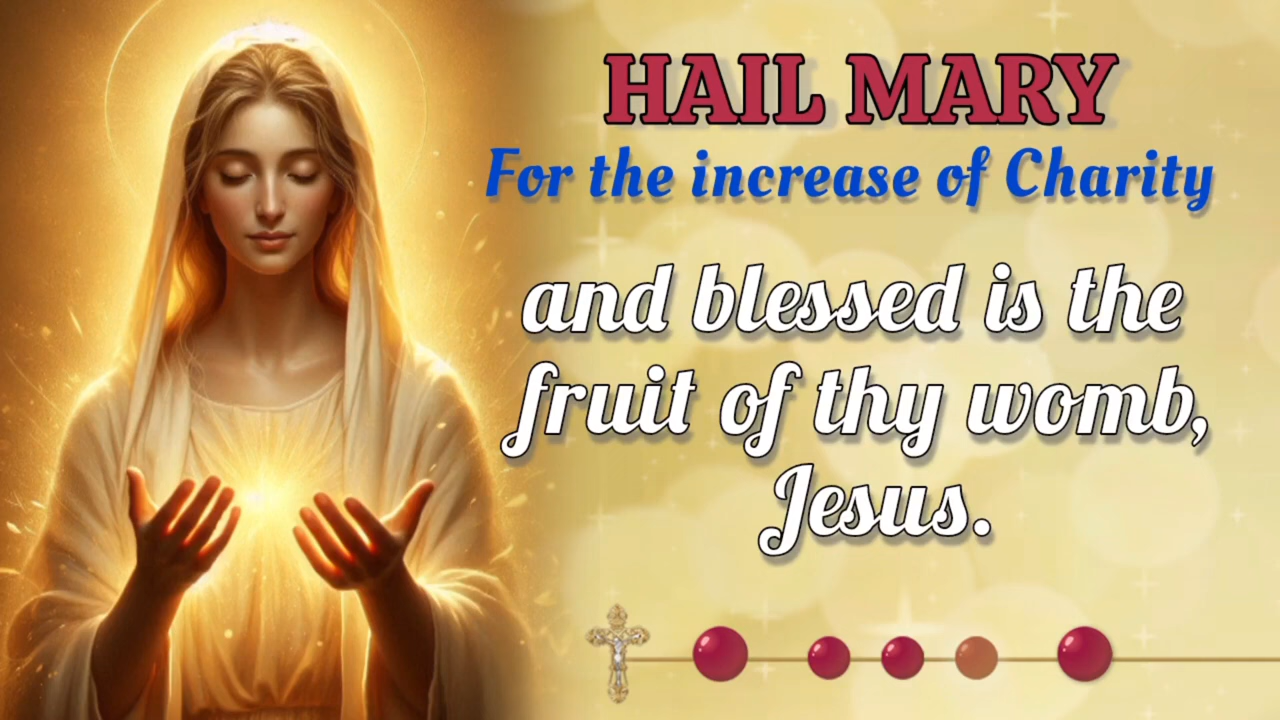 HAIL MARY
For the increase of Charity
and blessed is the
fruit of thy womb,
Jesus.